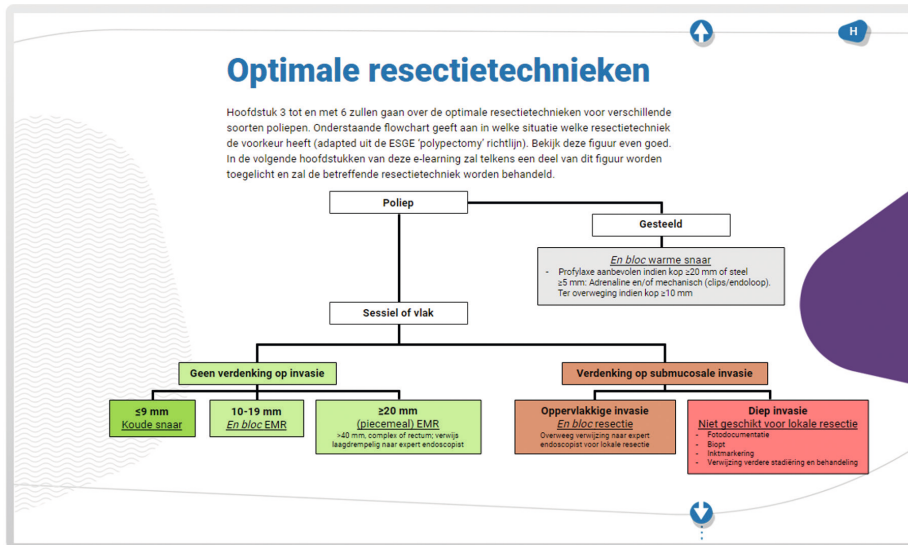 H
Optimale resectietechnieken
Hoofdstuk 3 tot en met 6 zullen gaan over de optimale resectietechnieken voor verschillende
soorten poliepen. Onderstaande flowchart geeft aan in welke situatie welke resectietechniek
de voorkeur heeft (adapted uit de ESGE ‘polypectomy’ richtlijn). Bekijk deze figuur even goed.
In de volgende hoofdstukken van deze e-learning zal telkens een deel van dit figuur worden
toegelicht en zal de betreffende resectietechniek worden behandeld.
Poliep
Gesteeld
En bloc warme snaar
- Profylaxe aanbevolen indien kop ≥20 mm of steel
≥5 mm: Adrenaline en/of mechanisch (clips/endoloop).
Ter overweging indien kop ≥10 mm
Sessiel of vlak
Geen verdenking op invasie
Verdenking op submucosale invasie
≤9 mm
Koude snaar
10-19 mm
En bloc EMR
≥20 mm
(piecemeal) EMR
>40 mm, complex of rectum; verwijs
laagdrempelig naar expert endoscopist
Oppervlakkige invasie
En bloc resectie
Overweeg verwijzing naar expert
endoscopist voor lokale resectie
Diep invasie
Niet geschikt voor lokale resectie
- Fotodocumentatie
- Biopt
- Inktmarkering
- Verwijzing verdere stadiëring en behandeling